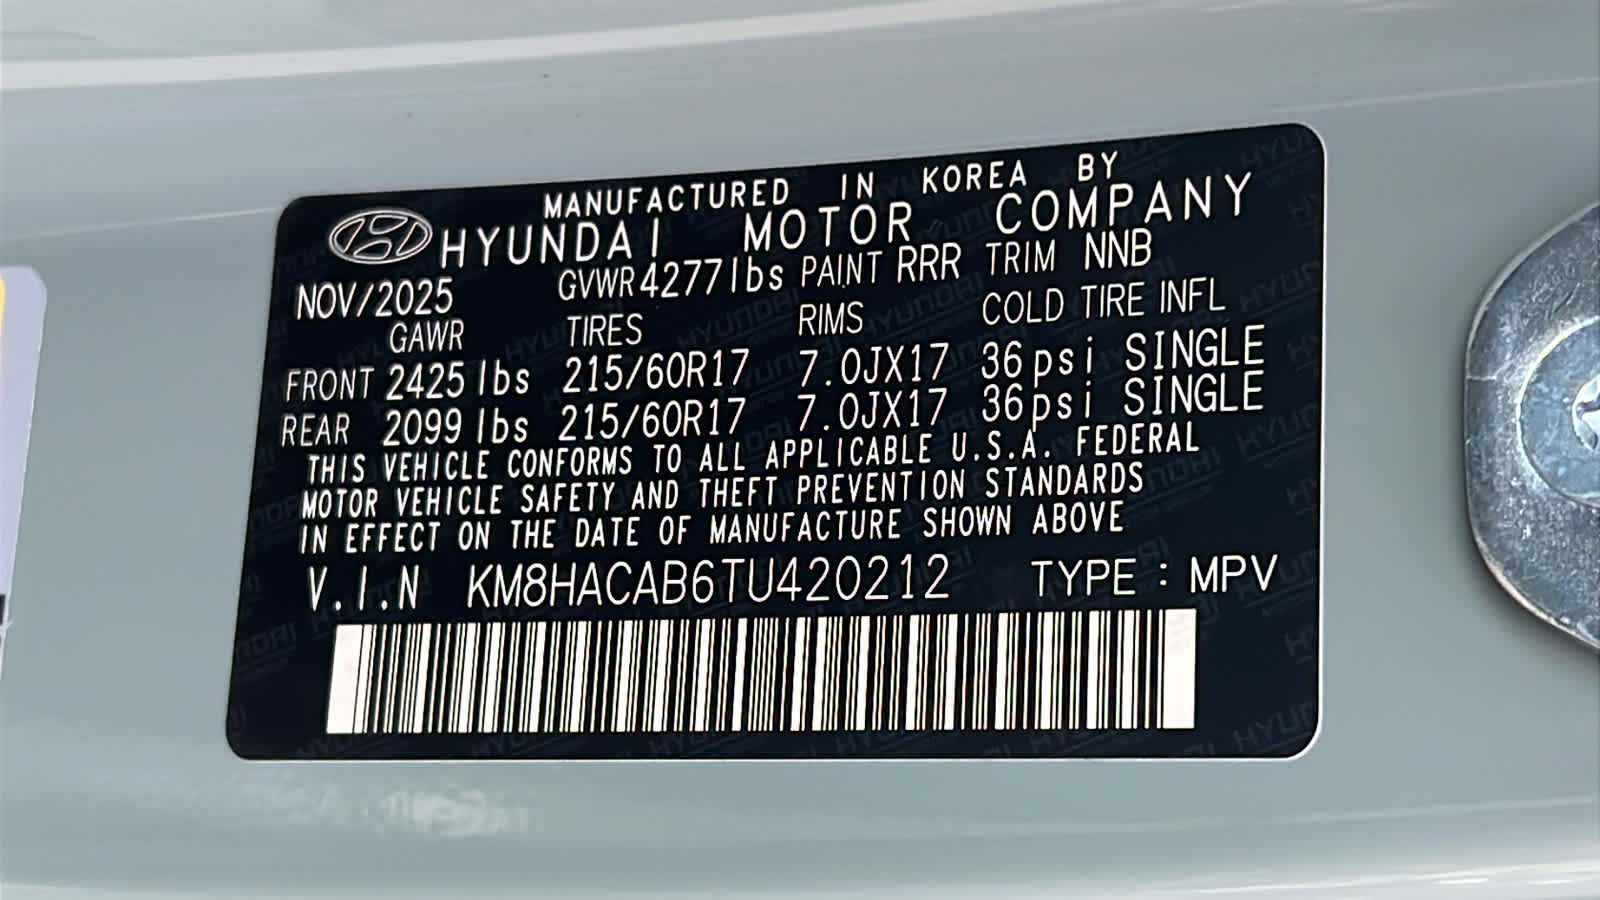 MANUFACTURED IN KOREA BY
HYUNDAI MOTOR COMPANY
NOV/2025 GVWR 4277lbs PAINT RRR TRIM NNB
GAWR TIRES RIMS COLD TIRE INFL
FRONT 2425 lbs 215/60R17 7.0JX17 36psi SINGLE
REAR 2099 lbs 215/60R17 7.0JX17 36psi SINGLE
THIS VEHICLE CONFORMS TO ALL APPLICABLE U.S.A. FEDERAL
MOTOR VEHICLE SAFETY AND THEFT PREVENTION STANDARDS
IN EFFECT ON THE DATE OF MANUFACTURE SHOWN ABOVE
V.I.N KM8HACAB6TU420212 TYPE : MPV